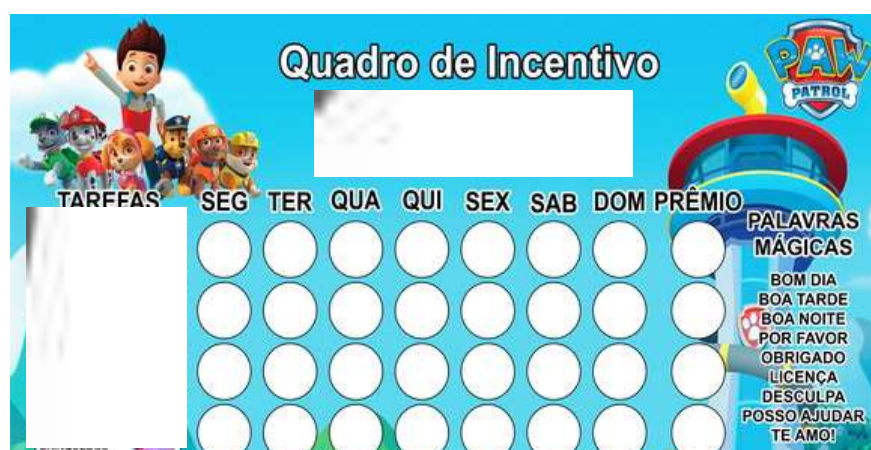 Quadro de Incentivo
PAW
PATROL
TAREFAS SEG TER QUA QUI SEX SAB DOM PRÊMIO
PALAVRAS
MÁGICAS
BOM DIA
BOA TARDE
BOA NOITE
POR FAVOR
OBRIGADO
LICENÇA
DESCULPA
POSSO AJUDAR
TE AMO!